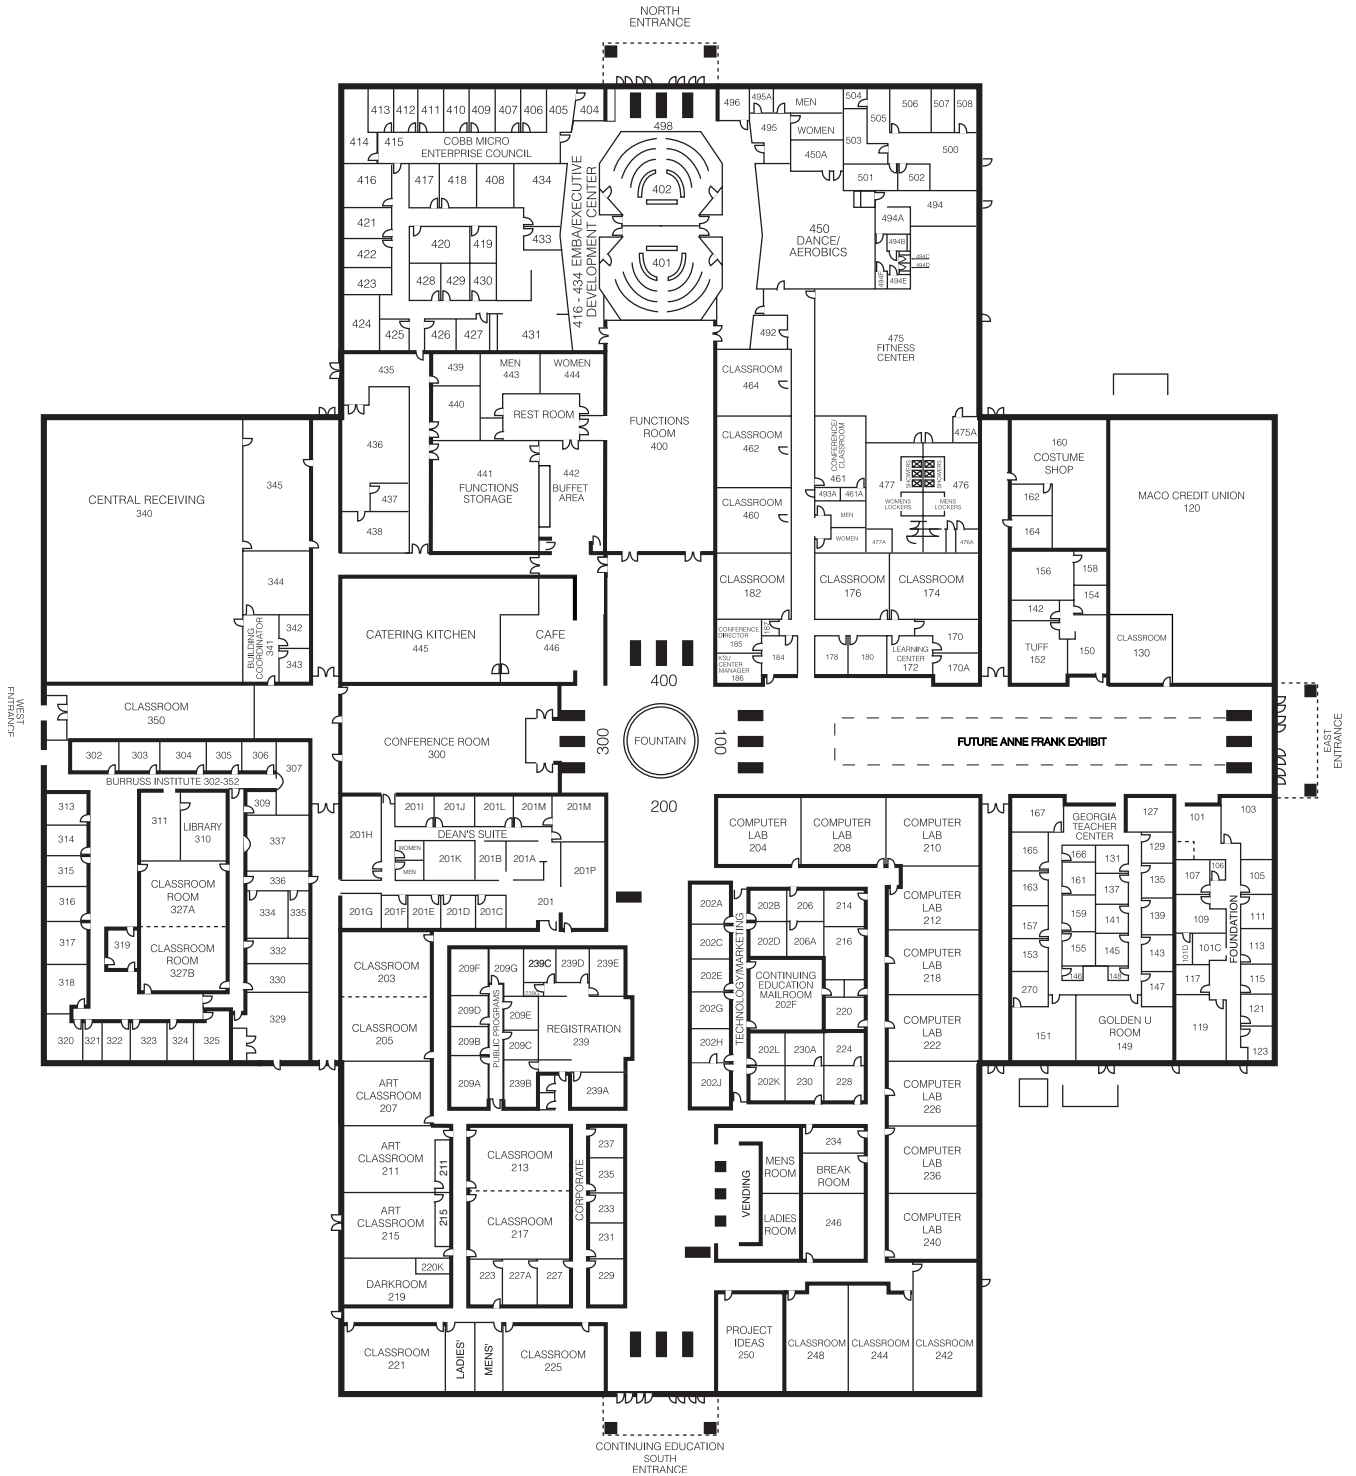 NORTH
ENTRANCE
413
412
411
410
409
407
406
405
404
414
415
COBB MICRO
ENTERPRISE COUNCIL
416
417
418
408
434
421
420
419
433
422
423
428
429
430
424
425
426
427
431
416 - 434 EMBA/EXECUTIVE
DEVELOPMENT CENTER
498
402
401
496
495A
MEN
495
WOMEN
450A
504
505
503
506
507
508
500
501
502
494
494A
494B
494C
494D
494E
494F
450
DANCE/
AEROBICS
475
FITNESS
CENTER
492
CLASSROOM
464
CLASSROOM
462
CLASSROOM
460
CONFERENCE/
CLASSROOM
461
493A
461A
MEN
WOMEN
475A
477
476
SHOWERS
SHOWERS
WOMENS
LOCKERS
MENS
LOCKERS
477A
476A
435
436
437
438
439
440
MEN
443
WOMEN
444
REST ROOM
441
FUNCTIONS
STORAGE
442
BUFFET
AREA
FUNCTIONS
ROOM
400
CENTRAL RECEIVING
340
345
344
BUILDING
COORDINATOR
341
342
343
CATERING KITCHEN
445
CAFE
446
CLASSROOM
182
CLASSROOM
176
CLASSROOM
174
CONFERENCE
DIRECTOR
185
187
KSU
CENTER
MANAGER
186
184
178
180
LEARNING
CENTER
172
170
170A
160
COSTUME
SHOP
162
164
156
158
154
142
TUFF
152
150
CLASSROOM
130
MACO CREDIT UNION
120
WEST
ENTRANCE
CLASSROOM
350
CONFERENCE ROOM
300
400
300
FOUNTAIN
100
200
FUTURE ANNE FRANK EXHIBIT
EAST
ENTRANCE
302
303
304
305
306
307
BURRUSS INSTITUTE 302-352
313
314
315
316
317
318
319
311
LIBRARY
310
CLASSROOM
ROOM
327A
CLASSROOM
ROOM
327B
309
337
336
334
335
332
330
329
320
321
322
323
324
325
201H
201I
201J
201L
201M
201M
DEAN'S SUITE
WOMEN
MEN
201K
201B
201A
201P
201G
201F
201E
201D
201C
201
CLASSROOM
203
CLASSROOM
205
ART
CLASSROOM
207
ART
CLASSROOM
211
211
ART
CLASSROOM
215
215
220K
DARKROOM
219
CLASSROOM
221
LADIES'
MENS'
CLASSROOM
225
209F
209G
239C
239D
239E
209D
209E
209B
209C
209A
239B
239A
PUBLIC PROGRAMS
REGISTRATION
239
CLASSROOM
213
CLASSROOM
217
223
227A
227
CORPORATE
237
235
233
231
229
COMPUTER
LAB
204
COMPUTER
LAB
208
COMPUTER
LAB
210
COMPUTER
LAB
212
COMPUTER
LAB
218
COMPUTER
LAB
222
COMPUTER
LAB
226
COMPUTER
LAB
236
COMPUTER
LAB
240
202A
202C
202E
202G
202H
202J
TECHNOLOGY/MARKETING
202B
206
214
202D
206A
216
CONTINUING
EDUCATION
MAILROOM
202F
220
202L
230A
224
202K
230
228
VENDING
MENS
ROOM
LADIES
ROOM
234
BREAK
ROOM
246
PROJECT
IDEAS
250
CLASSROOM
248
CLASSROOM
244
CLASSROOM
242
167
GEORGIA
TEACHER
CENTER
127
101
103
165
166
131
129
163
161
137
135
157
159
141
139
153
155
145
143
146
148
147
270
151
GOLDEN U
ROOM
149
107
106
105
109
111
101D
101C
113
117
115
119
121
123
FOUNDATION
CONTINUING EDUCATION
SOUTH
ENTRANCE